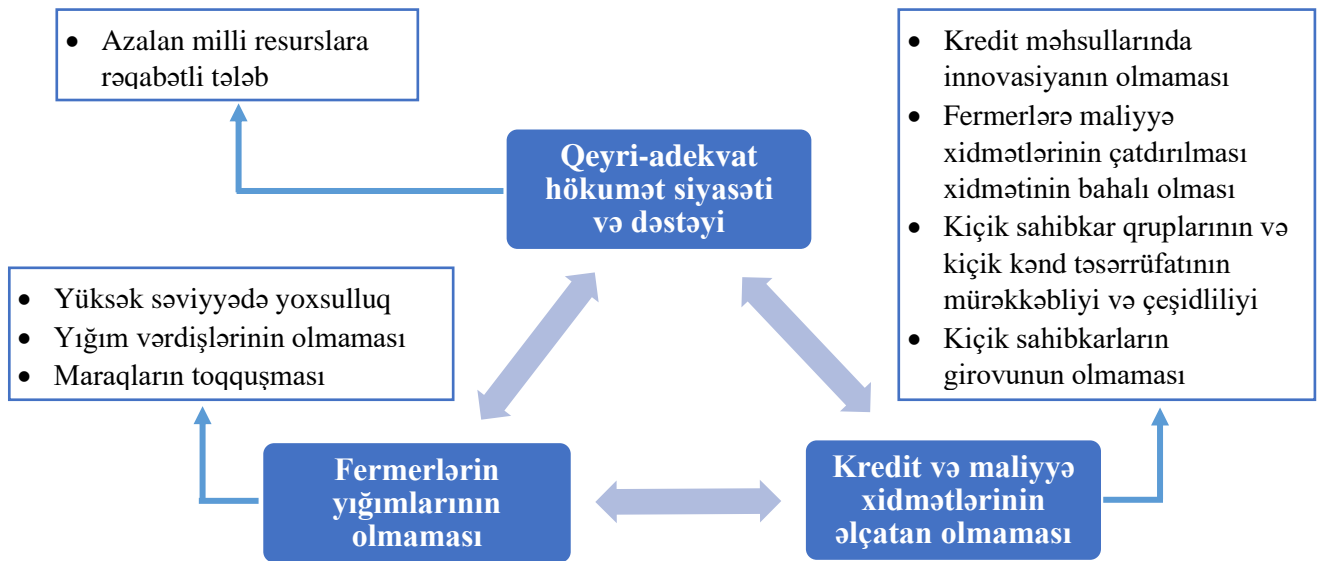 • Azalan milli resurslara
rəqabətli tələb
Qeyri-adekvat
hökumət siyasəti
və dəstəyi
• Kredit məhsullarında
innovasiyanın olmaması
• Fermerlərə maliyyə
xidmətlərinin çatdırılması
xidmətinin bahalı olması
• Kiçik sahibkar qruplarının və
kiçik kənd təsərrüfatının
mürəkkəbliyi və çeşidliliyi
• Kiçik sahibkarların
girovunun olmaması
• Yüksək səviyyədə yoxsulluq
• Yığım vərdişlərinin olmaması
• Maraqların toqquşması
Fermerlərin
yığımlarının
olmaması
Kredit və maliyyə
xidmətlərinin
əlçatan olmaması